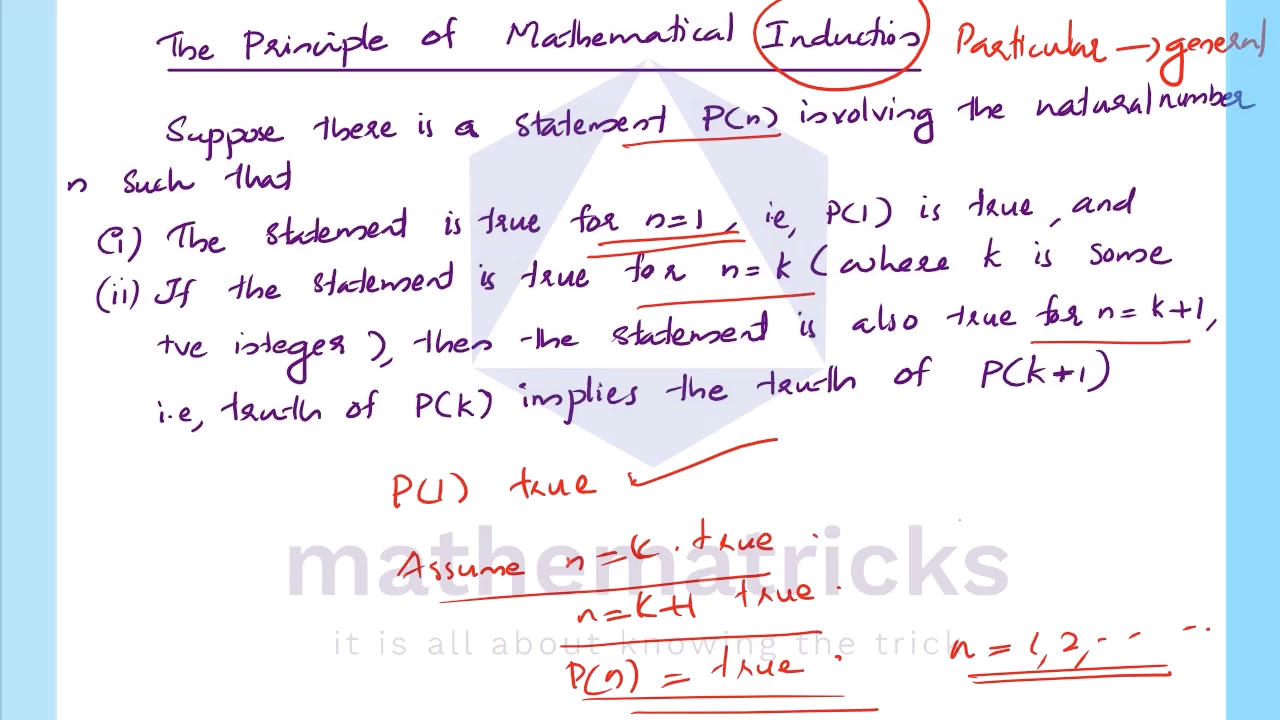 The Principle of Mathematical Induction Particular → general
Suppose there is a statement P(n) involving the natural number
n such that
(i) The statement is true for n=1, ie, P(1) is true, and
(ii) If the statement is true for n=k (where k is some
+ve integer), then the statement is also true for n=k+1,
i.e, truth of P(k) implies the truth of P(k+1)
P(1) true ✓
mathematricks
Assume n=k. true
n=k+1 true.
it is all about knowing the trick
P(n) = true.
n = 1, 2, - - - -